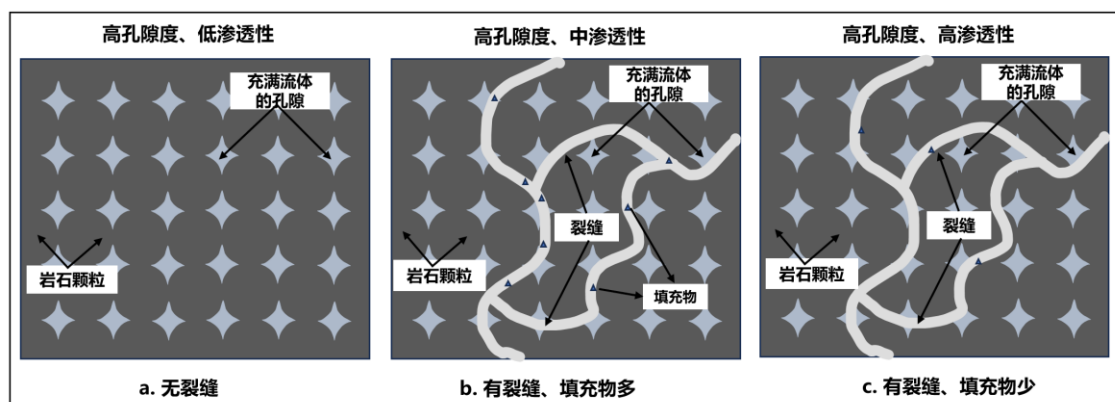 高孔隙度、低渗透性
充满流体
的孔隙
岩石颗粒
a. 无裂缝
高孔隙度、中渗透性
充满流体
的孔隙
裂缝
岩石颗粒
填充物
b. 有裂缝、填充物多
高孔隙度、高渗透性
充满流体
的孔隙
裂缝
岩石颗粒
c. 有裂缝、填充物少